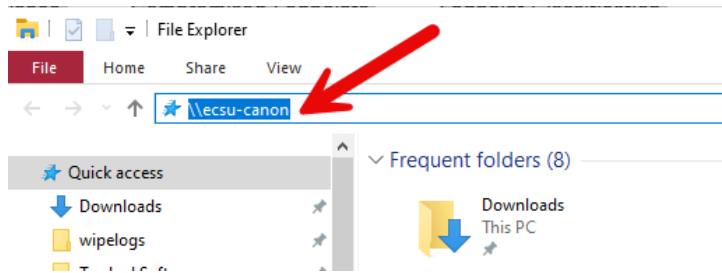 File Explorer
File Home Share View
\\ecsu-canon
Quick access
Downloads
wipelogs
Frequent folders (8)
Downloads
This PC